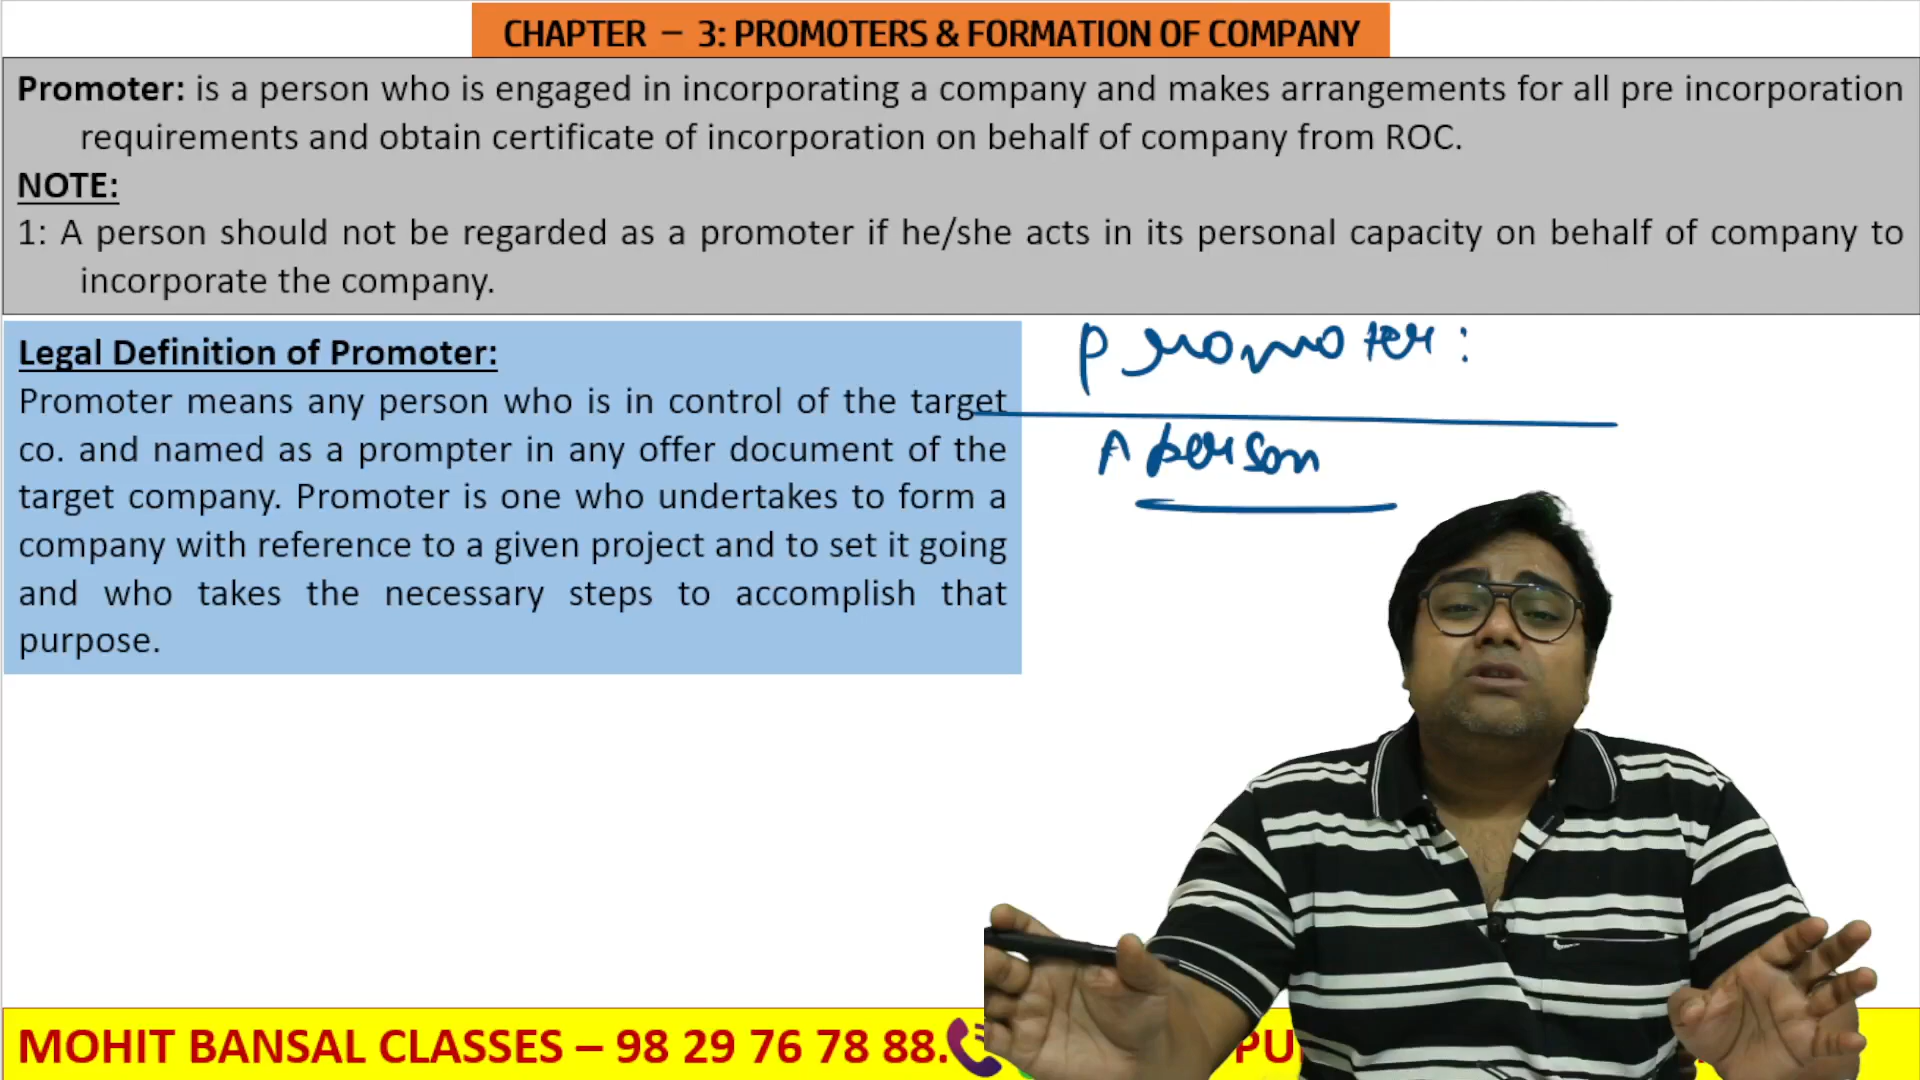 CHAPTER – 3: PROMOTERS & FORMATION OF COMPANY
Promoter: is a person who is engaged in incorporating a company and makes arrangements for all pre incorporation
requirements and obtain certificate of incorporation on behalf of company from ROC.
NOTE:
1: A person should not be regarded as a promoter if he/she acts in its personal capacity on behalf of company to
incorporate the company.
Legal Definition of Promoter:
Promoter means any person who is in control of the target
co. and named as a prompter in any offer document of the
target company. Promoter is one who undertakes to form a
company with reference to a given project and to set it going
and who takes the necessary steps to accomplish that
purpose.
Promoter:
A person
MOHIT BANSAL CLASSES – 98 29 76 78 88.